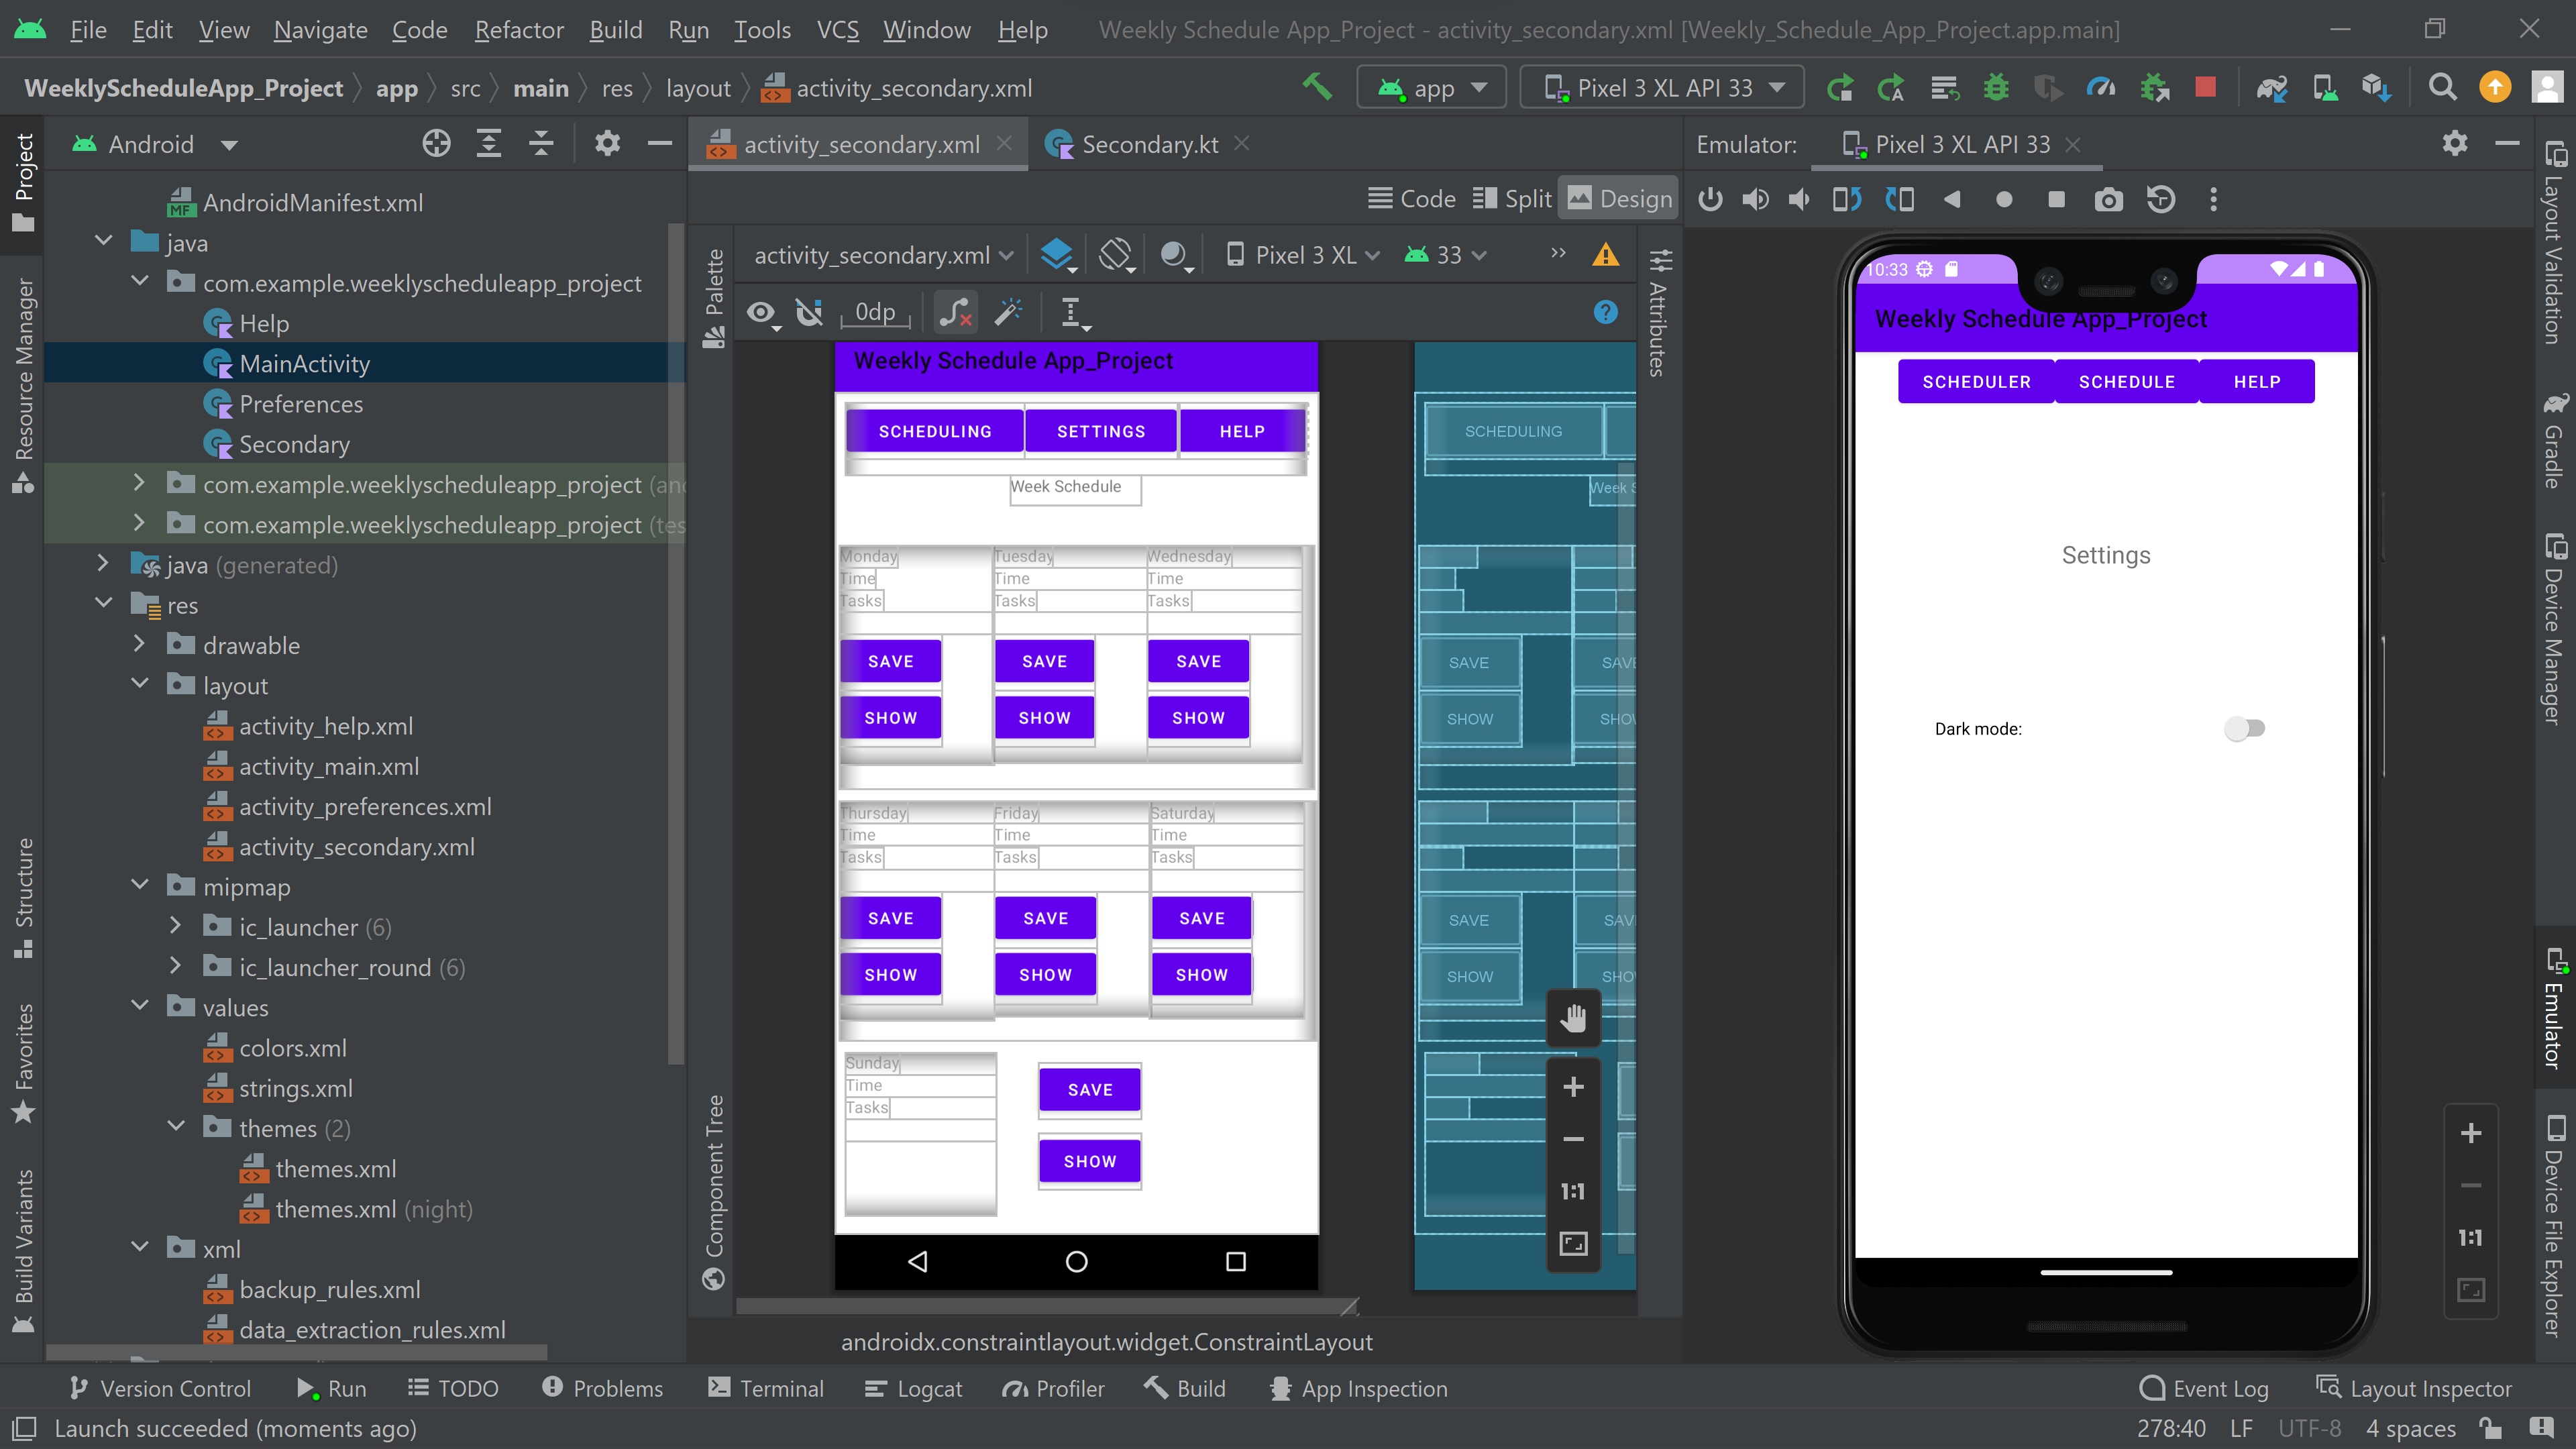 File Edit View Navigate Code Refactor Build Run Tools VCS Window Help Weekly Schedule App_Project - activity_secondary.xml [Weekly_Schedule_App_Project.app.main]
WeeklyScheduleApp_Project app src main res layout activity_secondary.xml app Pixel 3 XL API 33
Project
Resource Manager
Structure
Favorites
Build Variants
Android
AndroidManifest.xml
java
com.example.weeklyscheduleapp_project
Help
MainActivity
Preferences
Secondary
com.example.weeklyscheduleapp_project (and
com.example.weeklyscheduleapp_project (tes
java (generated)
res
drawable
layout
activity_help.xml
activity_main.xml
activity_preferences.xml
activity_secondary.xml
mipmap
ic_launcher (6)
ic_launcher_round (6)
values
colors.xml
strings.xml
themes (2)
themes.xml
themes.xml (night)
xml
backup_rules.xml
data_extraction_rules.xml
activity_secondary.xml Secondary.kt
Code Split Design
Palette
Component Tree
activity_secondary.xml Pixel 3 XL 33
0dp
Attributes
Weekly Schedule App_Project
SCHEDULING SETTINGS HELP
Week Schedule
Monday Tuesday Wednesday
Time Time Time
Tasks Tasks Tasks
SAVE SAVE SAVE
SHOW SHOW SHOW
Thursday Friday Saturday
Time Time Time
Tasks Tasks Tasks
SAVE SAVE SAVE
SHOW SHOW SHOW
Sunday
Time
Tasks
SAVE
SHOW
SCHEDULING
Week S
SAVE SAV
SHOW SHO
SAVE SAV
SHOW SHO
1:1
androidx.constraintlayout.widget.ConstraintLayout
Emulator: Pixel 3 XL API 33
10:33
Weekly Schedule App_Project
SCHEDULER SCHEDULE HELP
Settings
Dark mode:
1:1
Layout Validation
Gradle
Device Manager
Emulator
Device File Explorer
Version Control Run TODO Problems Terminal Logcat Profiler Build App Inspection Event Log Layout Inspector
Launch succeeded (moments ago) 278:40 LF UTF-8 4 spaces